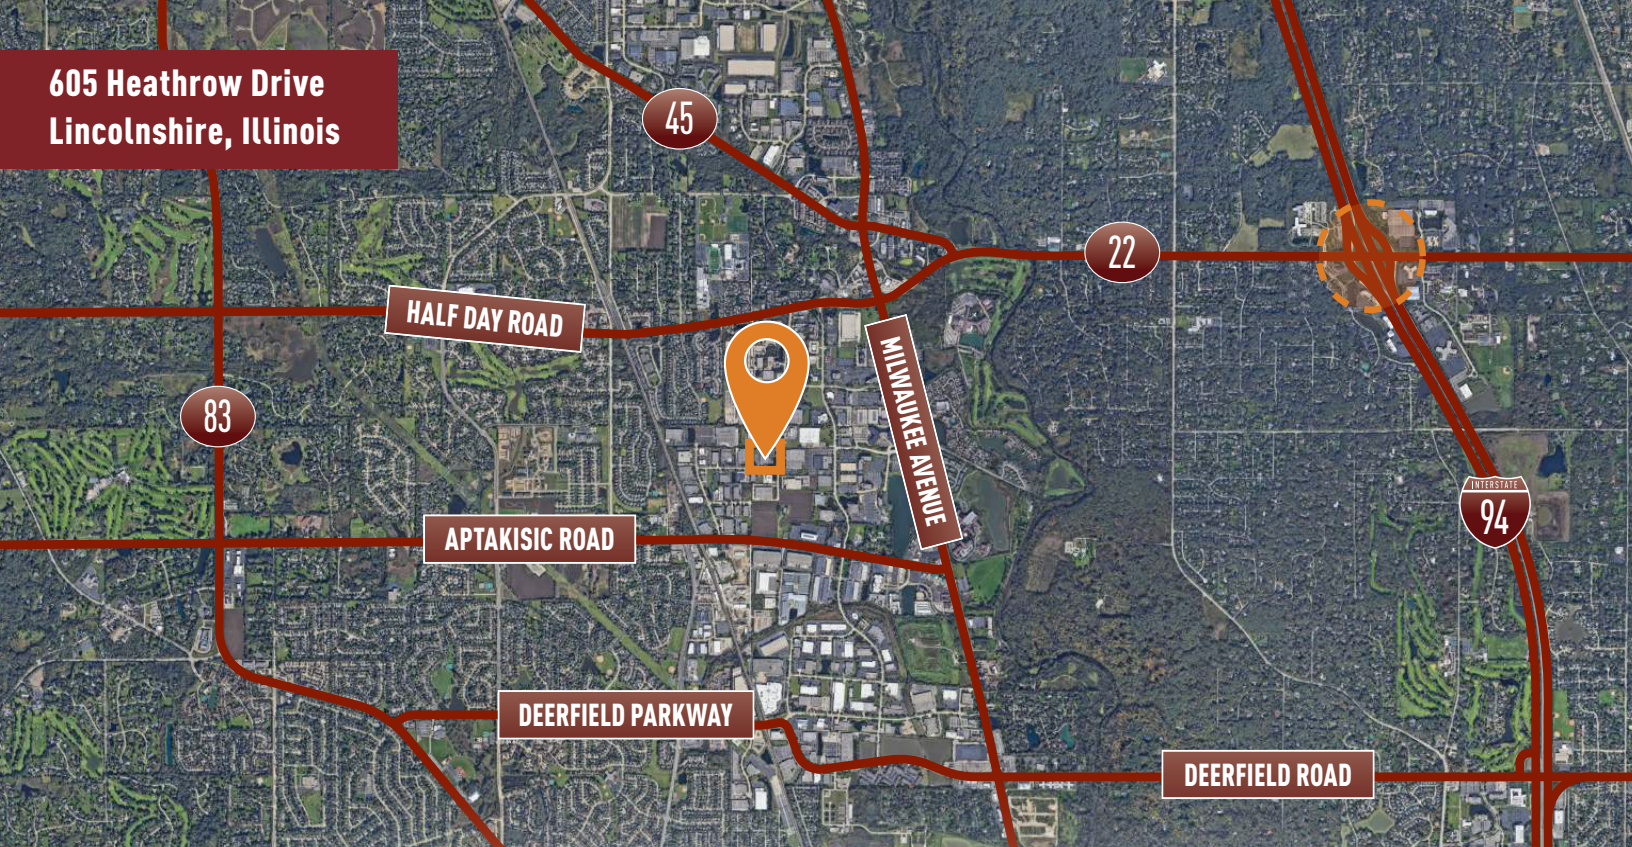 605 Heathrow Drive
Lincolnshire, Illinois
45
22
HALF DAY ROAD
MILWAUKEE AVENUE
83
INTERSTATE
94
APTAKISIC ROAD
DEERFIELD PARKWAY
DEERFIELD ROAD